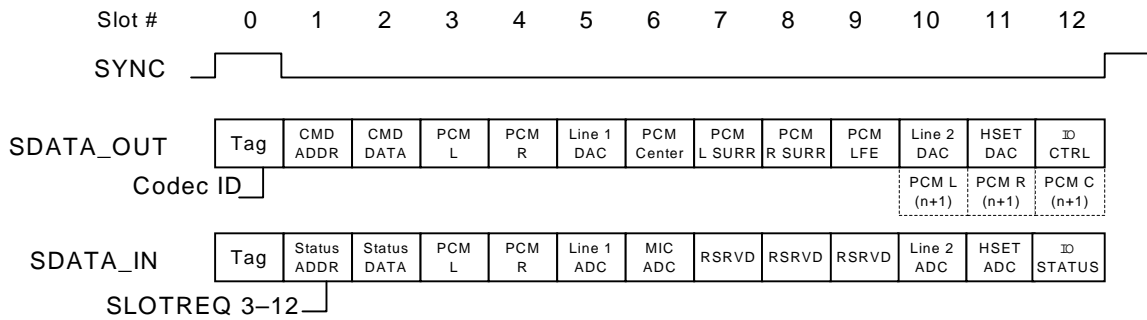 Slot # 0 1 2 3 4 5 6 7 8 9 10 11 12
SYNC
SDATA_OUT Tag CMD ADDR CMD DATA PCM L PCM R Line 1 DAC PCM Center PCM L SURR PCM R SURR PCM LFE Line 2 DAC HSET DAC IO CTRL
Codec ID PCM L (n+1) PCM R (n+1) PCM C (n+1)
SDATA_IN Tag Status ADDR Status DATA PCM L PCM R Line 1 ADC MIC ADC RSRVD RSRVD RSRVD Line 2 ADC HSET ADC IO STATUS
SLOTREQ 3–12